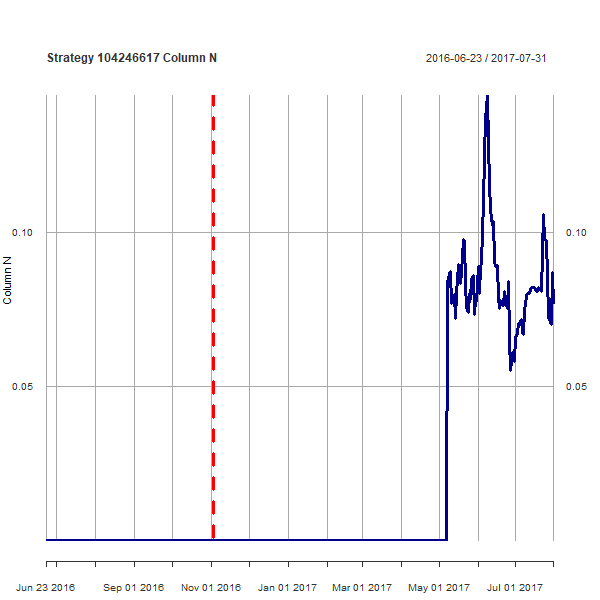 Strategy 104246617 Column N
2016-06-23 / 2017-07-31
Column N
0.10
0.10
0.05
0.05
Jun 23 2016
Sep 01 2016
Nov 01 2016
Jan 01 2017
Mar 01 2017
May 01 2017
Jul 01 2017